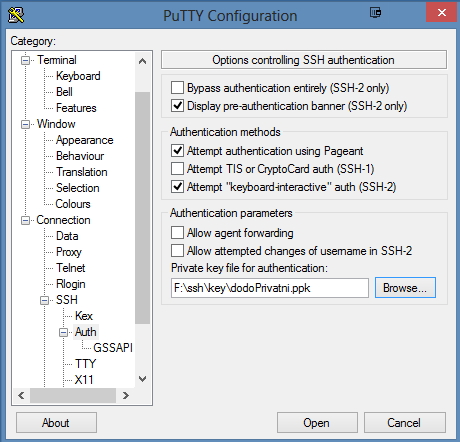 PuTTY Configuration
Category:
Terminal
Keyboard
Bell
Features
Window
Appearance
Behaviour
Translation
Selection
Colours
Connection
Data
Proxy
Telnet
Rlogin
SSH
Kex
Auth
GSSAPI
TTY
X11
Options controlling SSH authentication
Bypass authentication entirely (SSH-2 only)
Display pre-authentication banner (SSH-2 only)
Authentication methods
Attempt authentication using Pageant
Attempt TIS or CryptoCard auth (SSH-1)
Attempt "keyboard-interactive" auth (SSH-2)
Authentication parameters
Allow agent forwarding
Allow attempted changes of username in SSH-2
Private key file for authentication:
F:\ssh\key\dodoPrivatni.ppk
Browse...
About
Open
Cancel